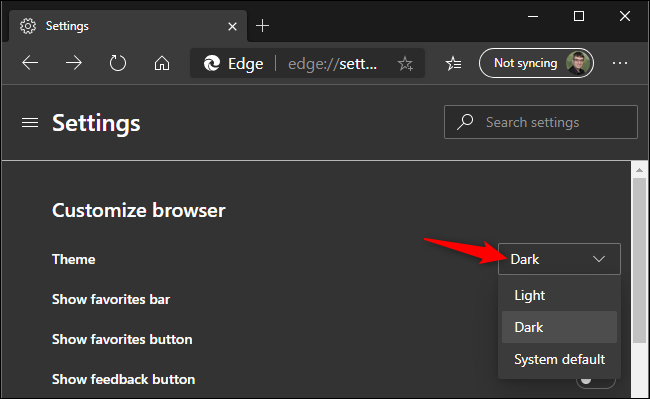 Settings
Edge edge://sett... Not syncing
Settings
Search settings
Customize browser
Theme
Dark
Show favorites bar
Light
Dark
Show favorites button
System default
Show feedback button